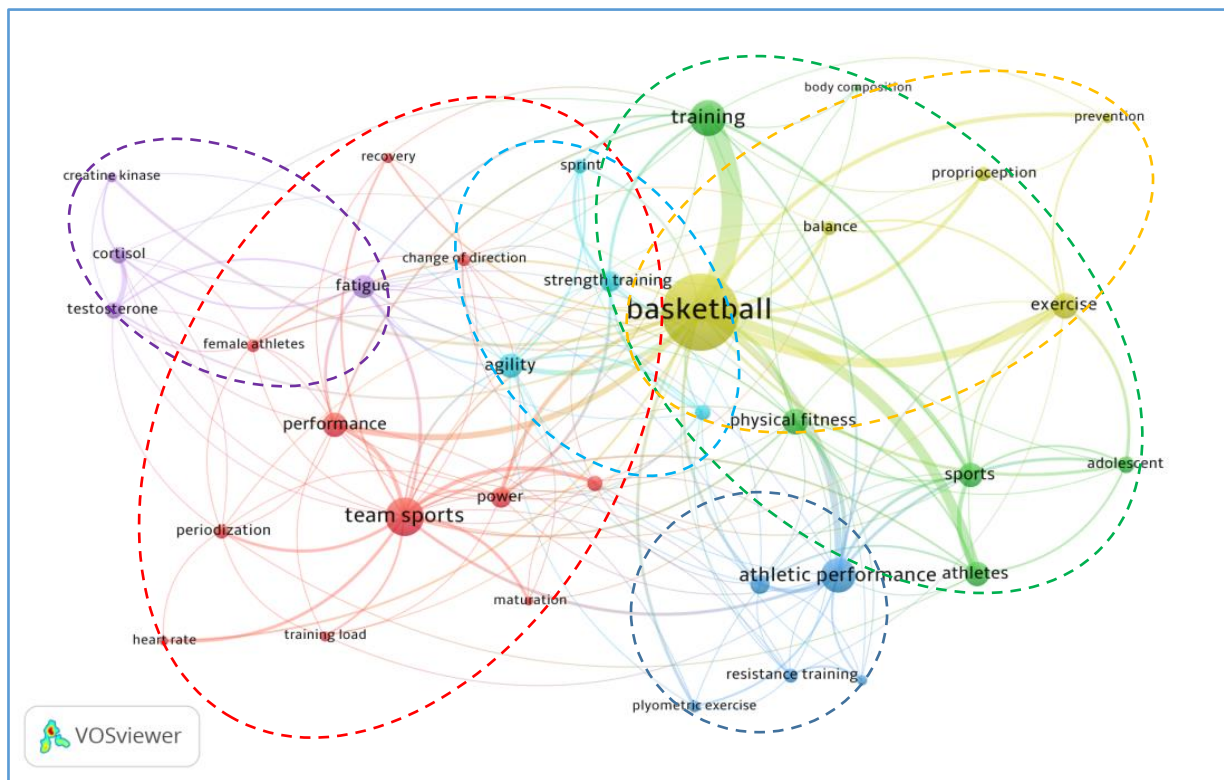 body composition
training
prevention
recovery
sprint
creatine kinase
proprioception
balance
cortisol
change of direction
fatigue
strength training
testosterone
basketball
exercise
female athletes
agility
performance
physical fitness
adolescent
sports
power
team sports
periodization
athletic performance
athletes
maturation
heart rate
training load
resistance training
plyometric exercise
VOSviewer